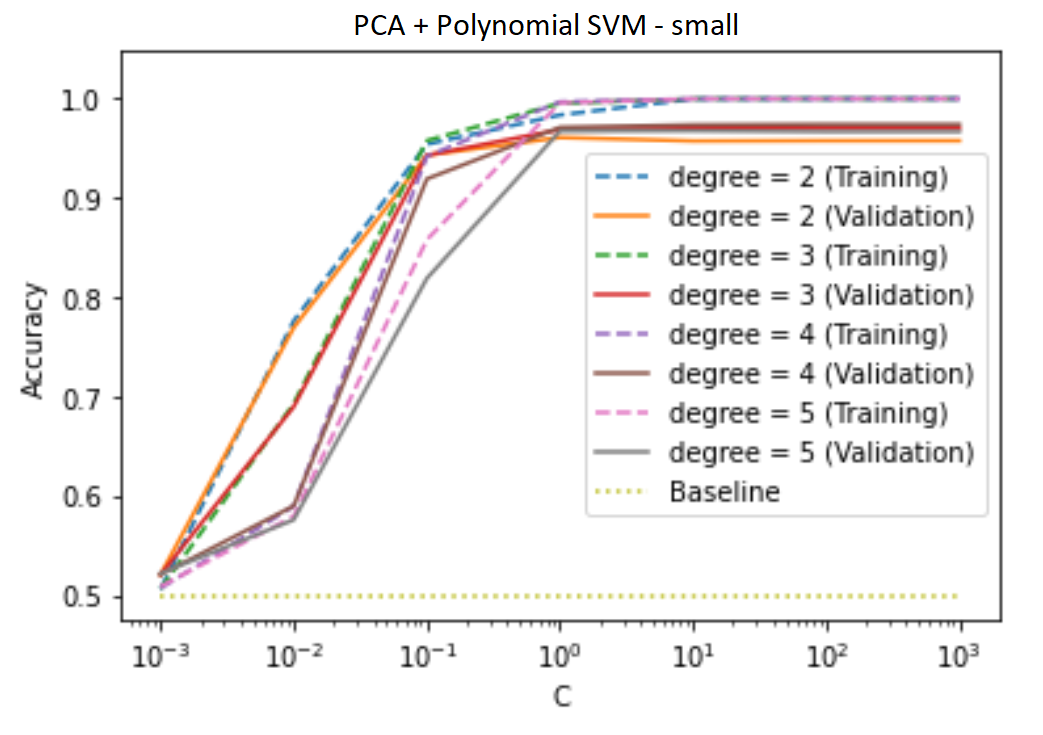 PCA + Polynomial SVM - small
Accuracy
1.0
0.9
0.8
0.7
0.6
0.5
degree = 2 (Training)
degree = 2 (Validation)
degree = 3 (Training)
degree = 3 (Validation)
degree = 4 (Training)
degree = 4 (Validation)
degree = 5 (Training)
degree = 5 (Validation)
Baseline
10⁻³ 10⁻² 10⁻¹ 10⁰ 10¹ 10² 10³
C